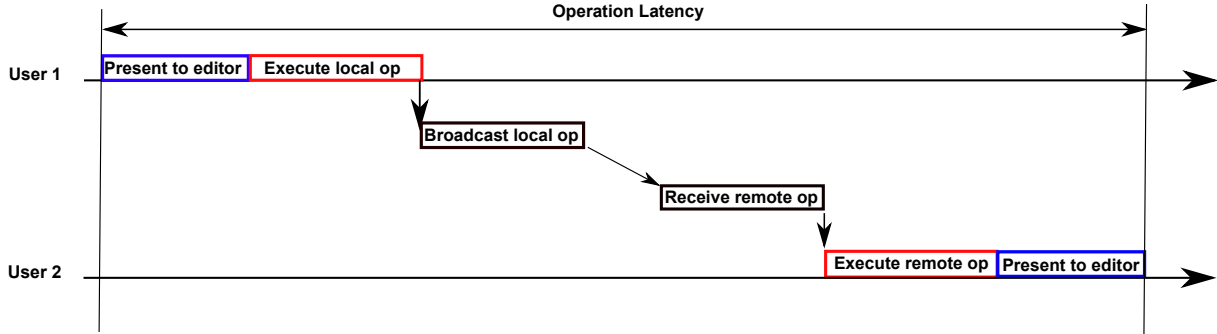 Operation Latency
User 1
Present to editor
Execute local op
Broadcast local op
Receive remote op
User 2
Execute remote op
Present to editor